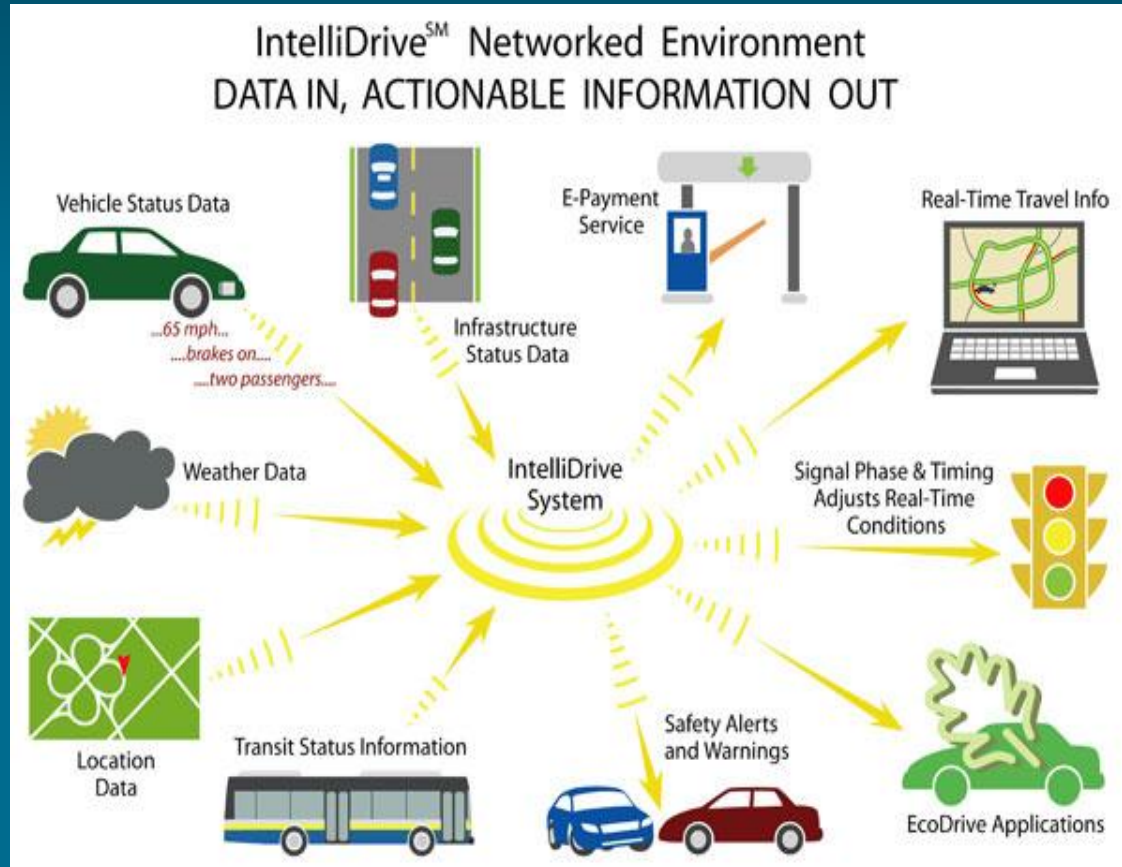 IntelliDrive℠ Networked Environment
DATA IN, ACTIONABLE INFORMATION OUT
Vehicle Status Data
...65 mph...
....brakes on....
....two passengers....
Infrastructure
Status Data
E-Payment
Service
Real-Time Travel Info
Weather Data
IntelliDrive
System
Signal Phase & Timing
Adjusts Real-Time
Conditions
Location
Data
Transit Status Information
Safety Alerts
and Warnings
EcoDrive Applications